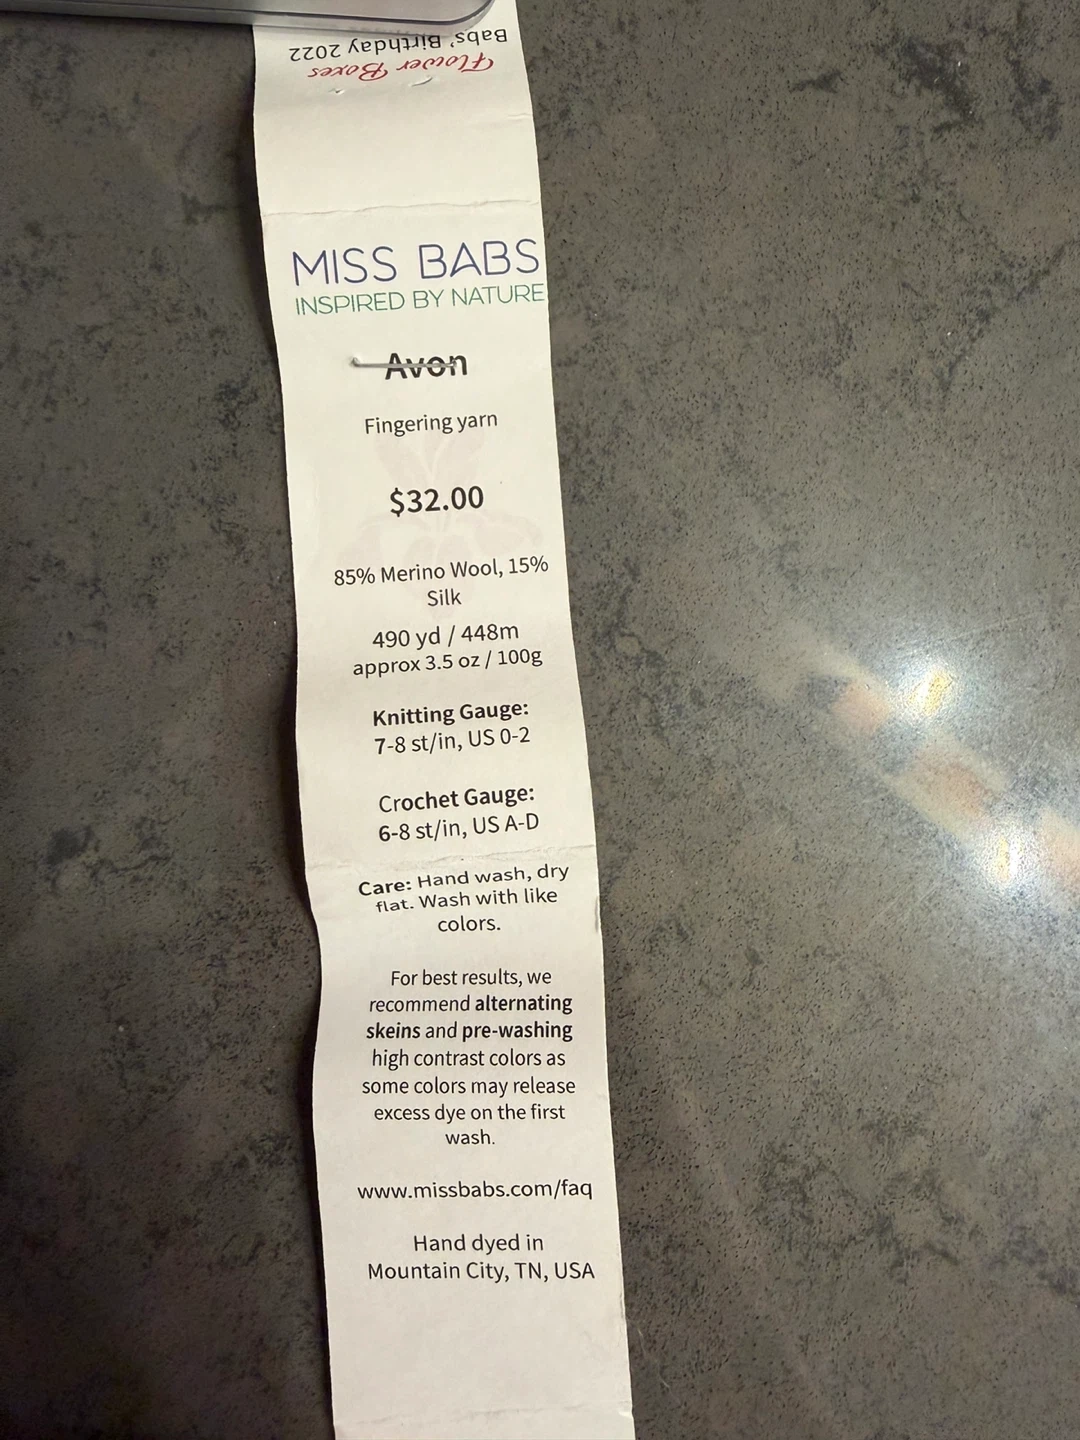 Flower Boxes
Babs' Birthday 2022
MISS BABS
INSPIRED BY NATURE
Avon
Fingering yarn
$32.00
85% Merino Wool, 15%
Silk
490 yd / 448m
approx 3.5 oz / 100g
Knitting Gauge:
7-8 st/in, US 0-2
Crochet Gauge:
6-8 st/in, US A-D
Care: Hand wash, dry
flat. Wash with like
colors.
For best results, we
recommend alternating
skeins and pre-washing
high contrast colors as
some colors may release
excess dye on the first
wash.
www.missbabs.com/faq
Hand dyed in
Mountain City, TN, USA